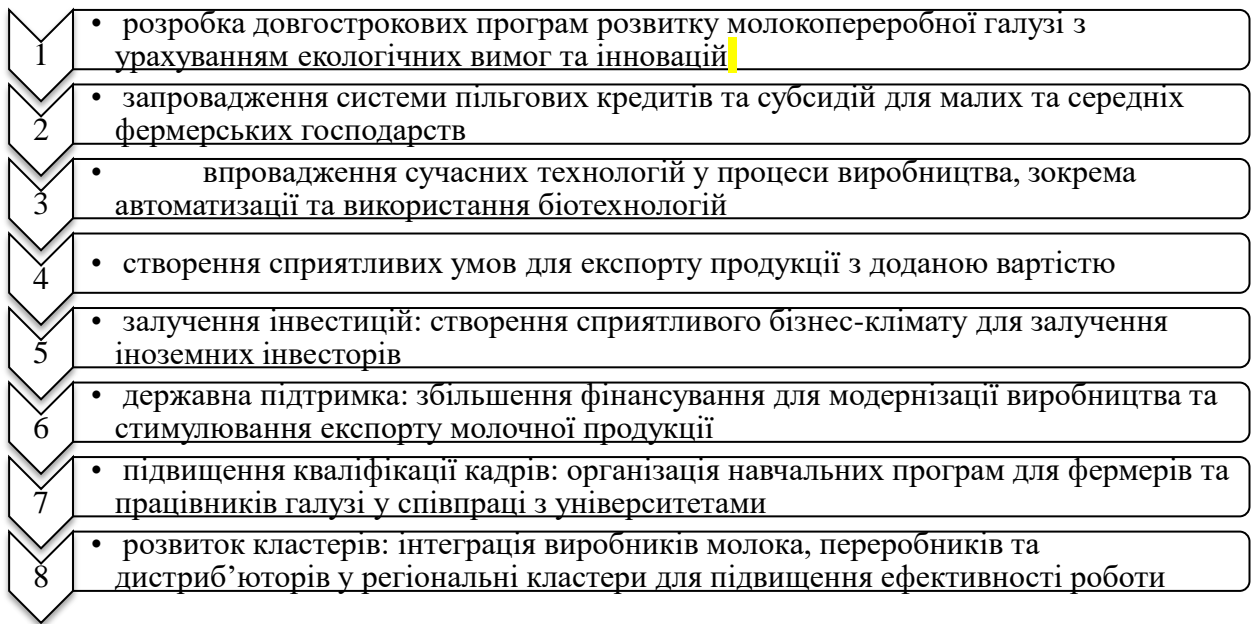 1
• розробка довгострокових програм розвитку молокопереробної галузі з
урахуванням екологічних вимог та інновацій
2
• запровадження системи пільгових кредитів та субсидій для малих та середніх
фермерських господарств
3
• впровадження сучасних технологій у процеси виробництва, зокрема
автоматизації та використання біотехнологій
4
• створення сприятливих умов для експорту продукції з доданою вартістю
5
• залучення інвестицій: створення сприятливого бізнес-клімату для залучення
іноземних інвесторів
6
• державна підтримка: збільшення фінансування для модернізації виробництва та
стимулювання експорту молочної продукції
7
• підвищення кваліфікації кадрів: організація навчальних програм для фермерів та
працівників галузі у співпраці з університетами
8
• розвиток кластерів: інтеграція виробників молока, переробників та
дистриб’юторів у регіональні кластери для підвищення ефективності роботи